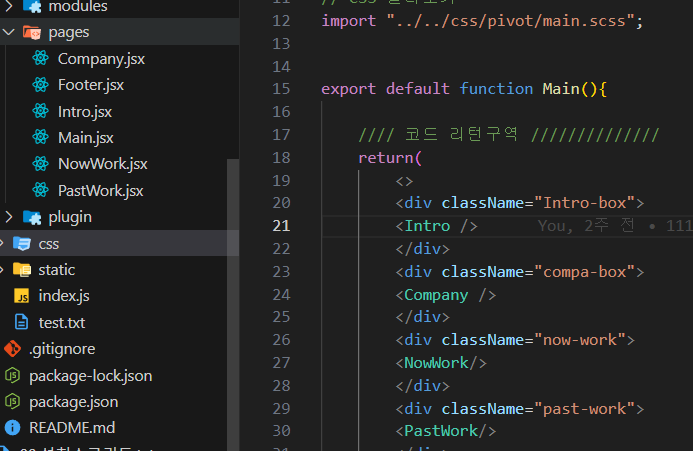 modules
pages
Company.jsx
Footer.jsx
Intro.jsx
Main.jsx
NowWork.jsx
PastWork.jsx
plugin
css
static
index.js
test.txt
.gitignore
package-lock.json
package.json
README.md
11
12 import "../../css/pivot/main.scss";
13
14
15 export default function Main(){
16
17 //// 코드 리턴구역 //////////////
18 return(
19 <>
20 <div className="Intro-box">
21 <Intro /> You, 2주 전 • 111
22 </div>
23 <div className="compa-box">
24 <Company />
25 </div>
26 <div className="now-work">
27 <NowWork/>
28 </div>
29 <div className="past-work">
30 <PastWork/>